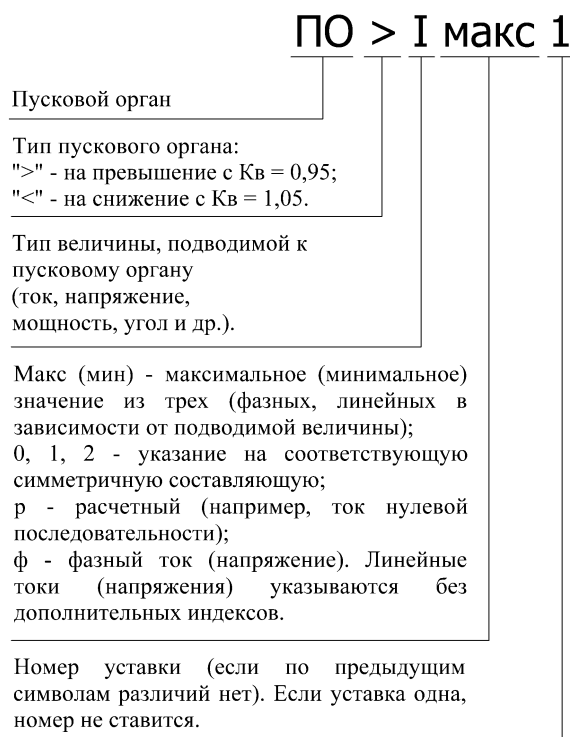 ПО > I макс 1
Пусковой орган
Тип пускового органа:
">" - на превышение с Кв = 0,95;
"<" - на снижение с Кв = 1,05.
Тип величины, подводимой к
пусковому органу
(ток, напряжение,
мощность, угол и др.).
Макс (мин) - максимальное (минимальное)
значение из трех (фазных, линейных в
зависимости от подводимой величины);
0, 1, 2 - указание на соответствующую
симметричную составляющую;
р - расчетный (например, ток нулевой
последовательности);
ф - фазный ток (напряжение). Линейные
токи (напряжения) указываются без
дополнительных индексов.
Номер уставки (если по предыдущим
символам различий нет). Если уставка одна,
номер не ставится.